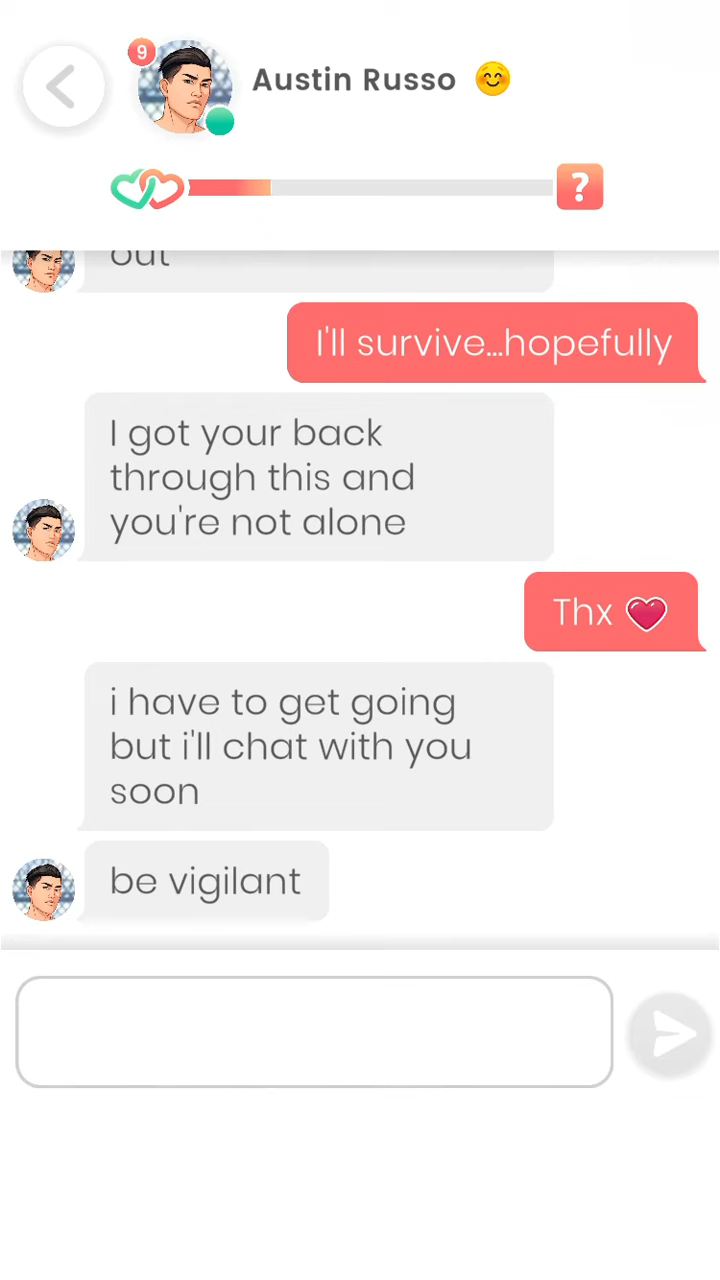 9
Austin Russo 😊
?
out
I'll survive...hopefully
I got your back
through this and
you're not alone
Thx 💗
i have to get going
but i'll chat with you
soon
be vigilant